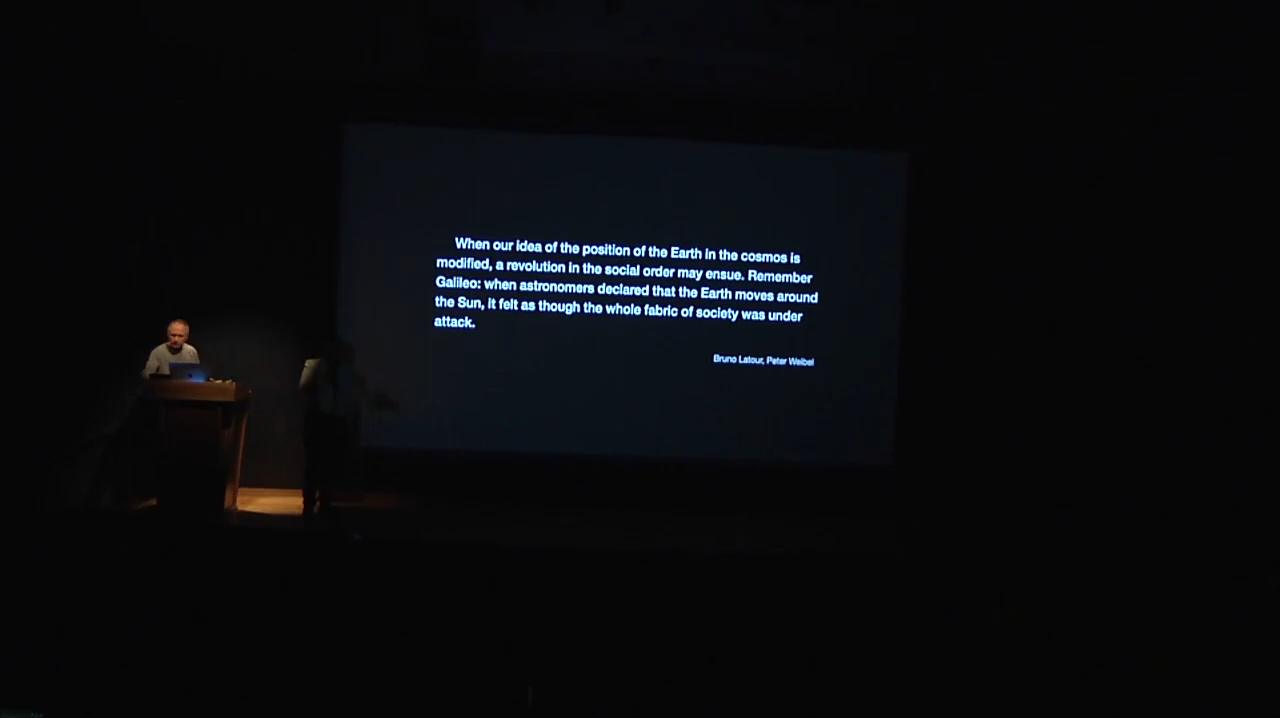 When our idea of the position of the Earth in the cosmos is
modified, a revolution in the social order may ensue. Remember
Galileo: when astronomers declared that the Earth moves around
the Sun, it felt as though the whole fabric of society was under
attack.
Bruno Latour, Peter Weibel